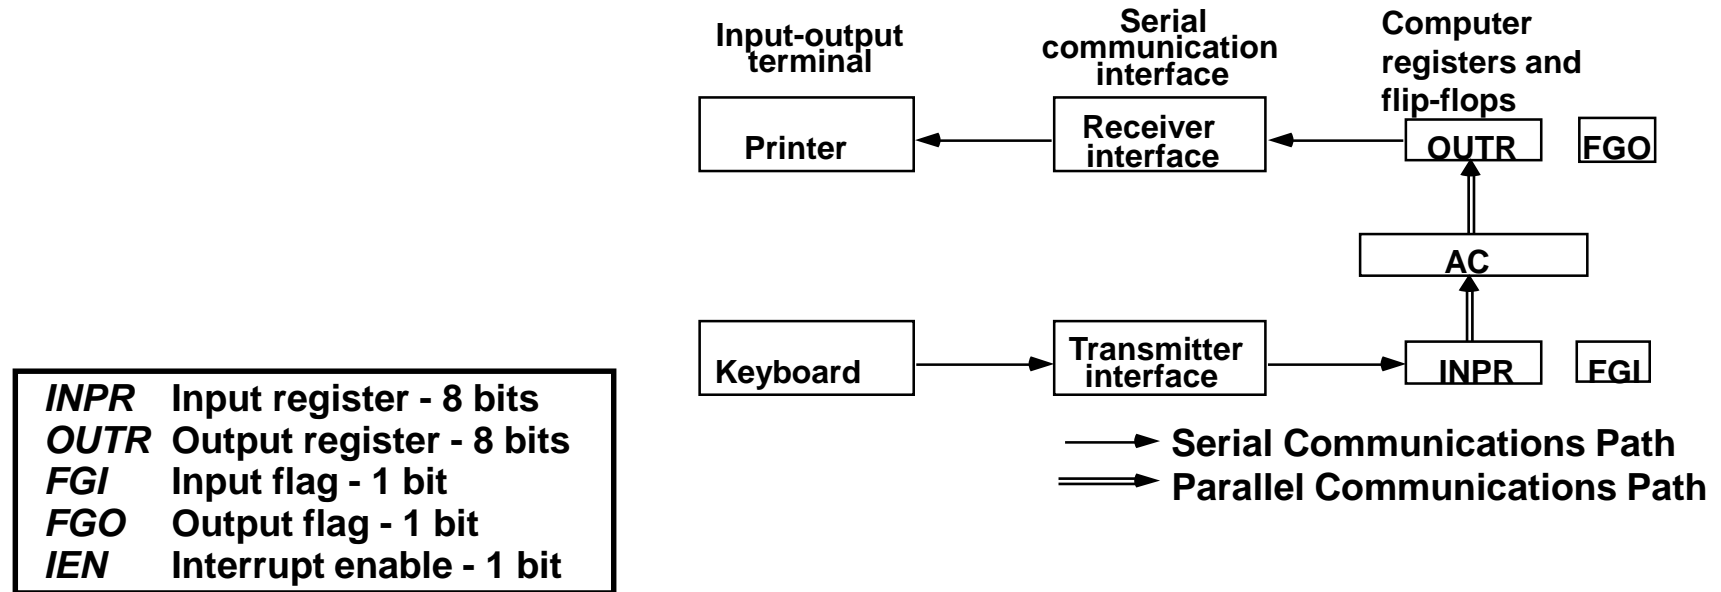 Input-output
terminal
Serial
communication
interface
Computer
registers and
flip-flops
Printer
Receiver
interface
OUTR
FGO
AC
Keyboard
Transmitter
interface
INPR
FGI
Serial Communications Path
Parallel Communications Path
INPR Input register - 8 bits
OUTR Output register - 8 bits
FGI Input flag - 1 bit
FGO Output flag - 1 bit
IEN Interrupt enable - 1 bit